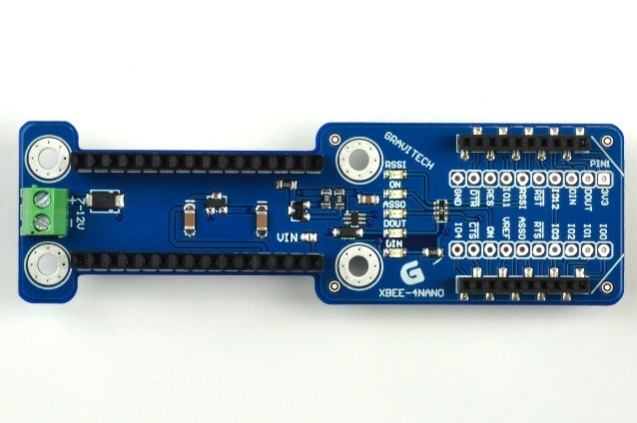 GRAVITECH
RSSI
ON
ASSO
DOUT
DIN
VIN
+
7-12V
-
G
XBEE-4NANO
PIN1
GND
DTR
RES
IO11
RSSI
RST
IO12
DIN
DOUT
3V3
IO4
CTS
ON
VREF
ASSO
RTS
IO3
IO2
IO1
IO0